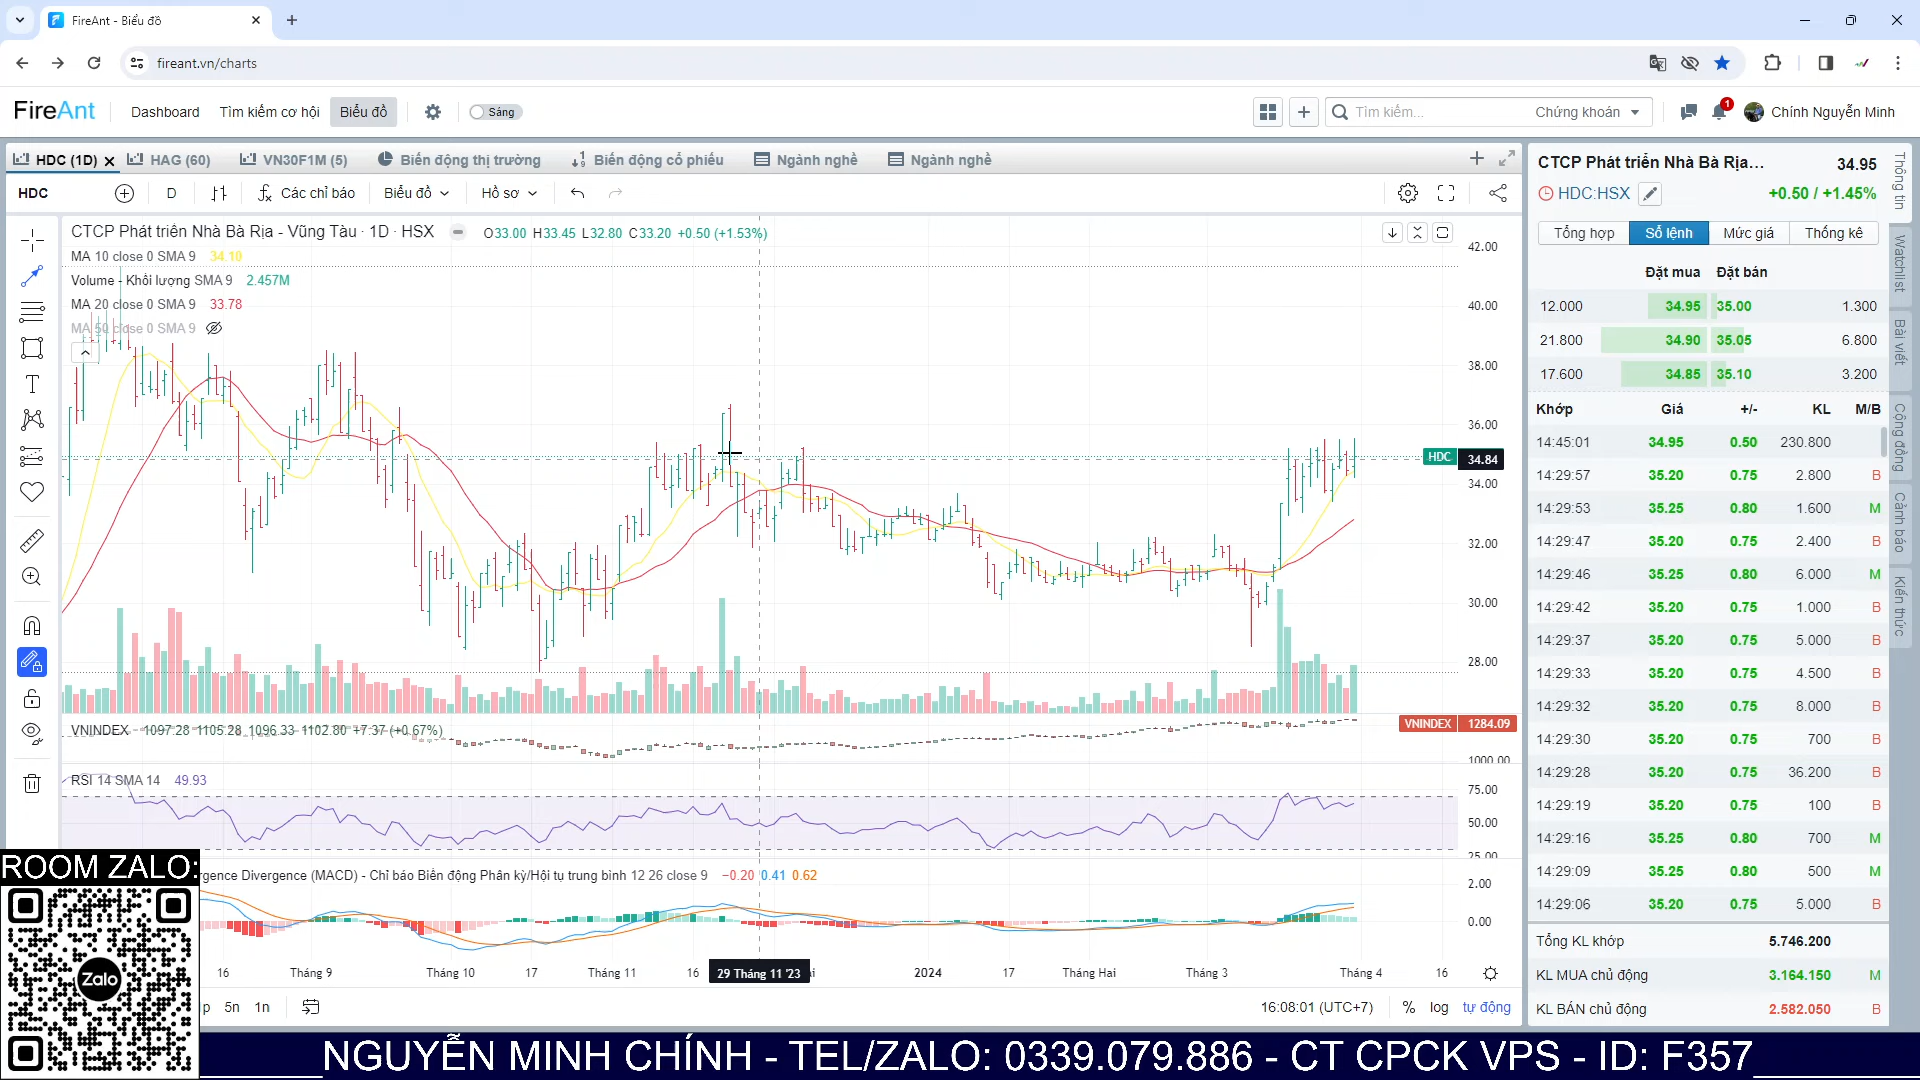 FireAnt - Biểu đồ
fireant.vn/charts
FireAnt
Dashboard
Tìm kiếm cơ hội
Biểu đồ
Sáng
Tìm kiếm...
Chứng khoán
1
Chính Nguyễn Minh
HDC (1D)
HAG (60)
VN30F1M (5)
Biến động thị trường
Biến động cổ phiếu
Ngành nghề
Ngành nghề
HDC
D
Các chỉ báo
Biểu đồ
Hồ sơ
CTCP Phát triển Nhà Bà Rịa - Vũng Tàu · 1D · HSX
O33.00 H33.45 L32.80 C33.20 +0.50 (+1.53%)
MA 10 close 0 SMA 9 34.10
Volume - Khối lượng SMA 9 2.457M
MA 20 close 0 SMA 9 33.78
MA 50 close 0 SMA 9
42.00
40.00
38.00
36.00
HDC 34.84
34.00
32.00
30.00
28.00
VNINDEX 1097.28 1105.28 1096.33 1102.80 +7.37 (+0.67%)
VNINDEX 1284.09
1000.00
RSI 14 SMA 14 49.93
75.00
50.00
25.00
rgence Divergence (MACD) - Chỉ báo Biến động Phân kỳ/Hội tụ trung bình 12 26 close 9 −0.20 0.41 0.62
2.00
0.00
16
Tháng 9
Tháng 10
17
Tháng 11
16
29 Tháng 11 '23
2024
17
Tháng Hai
Tháng 3
Tháng 4
16
5n
1n
16:08:01 (UTC+7)
%
log
tự động
CTCP Phát triển Nhà Bà Rịa... 34.95
HDC:HSX +0.50 / +1.45%
Tổng hợp
Sổ lệnh
Mức giá
Thống kê
Đặt mua Đặt bán
12.000 34.95 35.00 1.300
21.800 34.90 35.05 6.800
17.600 34.85 35.10 3.200
Khớp Giá +/- KL M/B
14:45:01 34.95 0.50 230.800
14:29:57 35.20 0.75 2.800 B
14:29:53 35.25 0.80 1.600 M
14:29:47 35.20 0.75 2.400 B
14:29:46 35.25 0.80 6.000 M
14:29:42 35.20 0.75 1.000 B
14:29:37 35.20 0.75 5.000 B
14:29:33 35.20 0.75 4.500 B
14:29:32 35.20 0.75 8.000 B
14:29:30 35.20 0.75 700 B
14:29:28 35.20 0.75 36.200 B
14:29:19 35.20 0.75 100 B
14:29:16 35.25 0.80 700 M
14:29:09 35.25 0.80 500 M
14:29:06 35.20 0.75 5.000 B
Tổng KL khớp 5.746.200
KL MUA chủ động 3.164.150 M
KL BÁN chủ động 2.582.050 B
Thông tin
Watchlist
Bài viết
Cộng đồng
Cảnh báo
Kiến thức
ROOM ZALO:
Zalo
NGUYỄN MINH CHÍNH - TEL/ZALO: 0339.079.886 - CT CPCK VPS - ID: F357